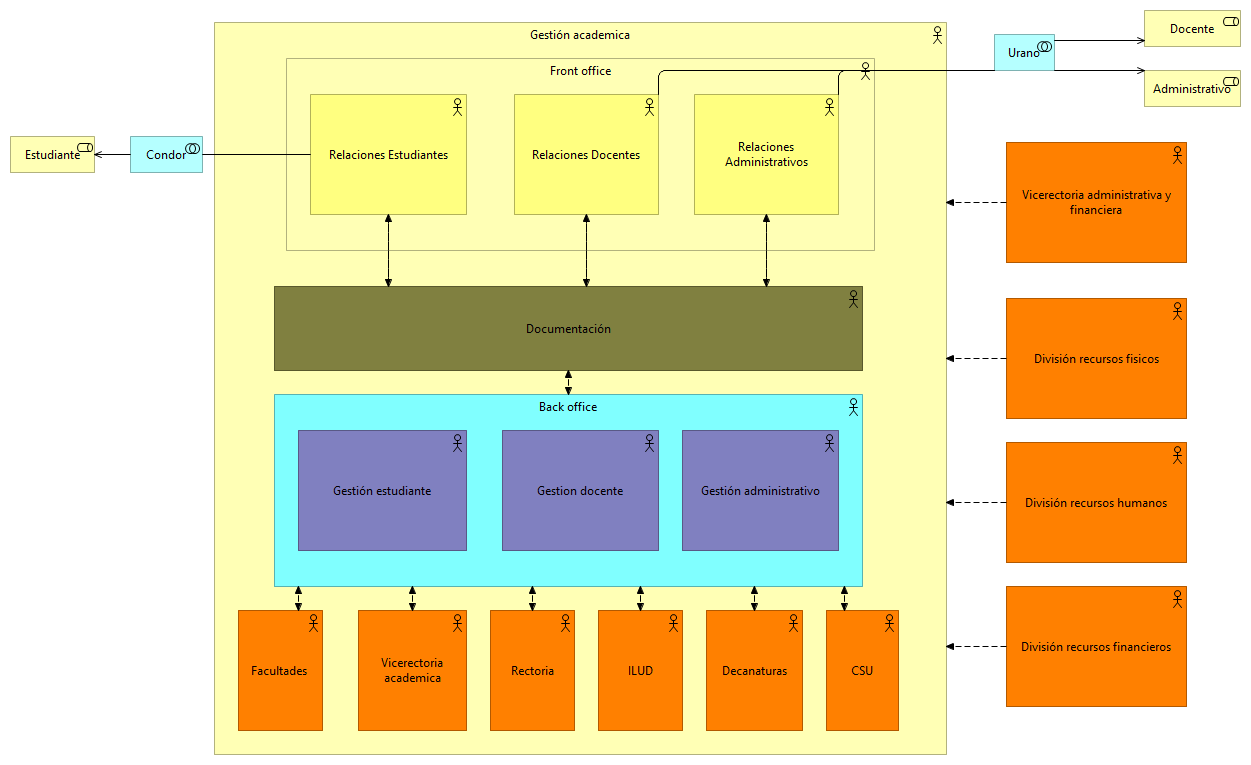 Gestión academica
Front office
Docente
Urano
Administrativo
Relaciones Estudiantes
Relaciones Docentes
Relaciones
Administrativos
Estudiante
Condor
Vicerectoria administrativa y
financiera
Documentación
División recursos fisicos
Back office
Gestión estudiante
Gestion docente
Gestión administrativo
División recursos humanos
Facultades
Vicerectoria
academica
Rectoria
ILUD
Decanaturas
CSU
División recursos financieros